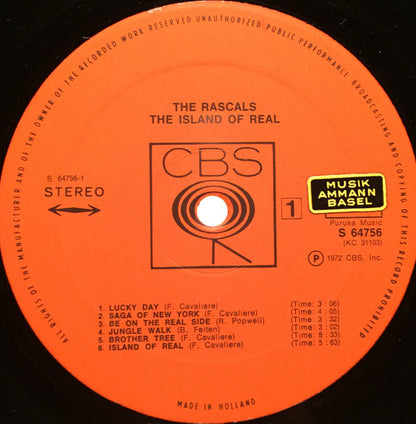 ALL RIGHTS OF THE MANUFACTURER AND OF THE OWNER OF THE RECORDED WORK RESERVED UNAUTHORIZED PUBLIC PERFORMANCE BROADCASTING AND COPYING OF THIS RECORD PROHIBITED
THE RASCALS
THE ISLAND OF REAL
CBS
S 64756-1
STEREO
1
MUSIK
AMMANN
BASEL
Purusa Music
S 64756
(KC 31103)
P 1972 CBS, Inc.
1. LUCKY DAY (F. Cavaliere) (Time: 3 : 06)
2. SAGA OF NEW YORK (F. Cavaliere) (Time: 4 : 05)
3. BE ON THE REAL SIDE (R. Popwell) (Time: 3 : 32)
4. JUNGLE WALK (B. Feiten) (Time: 3 : 02)
5. BROTHER TREE (F. Cavaliere) (Time: 8 : 33)
6. ISLAND OF REAL (F. Cavaliere) (Time: 5 : 63)
MADE IN HOLLAND